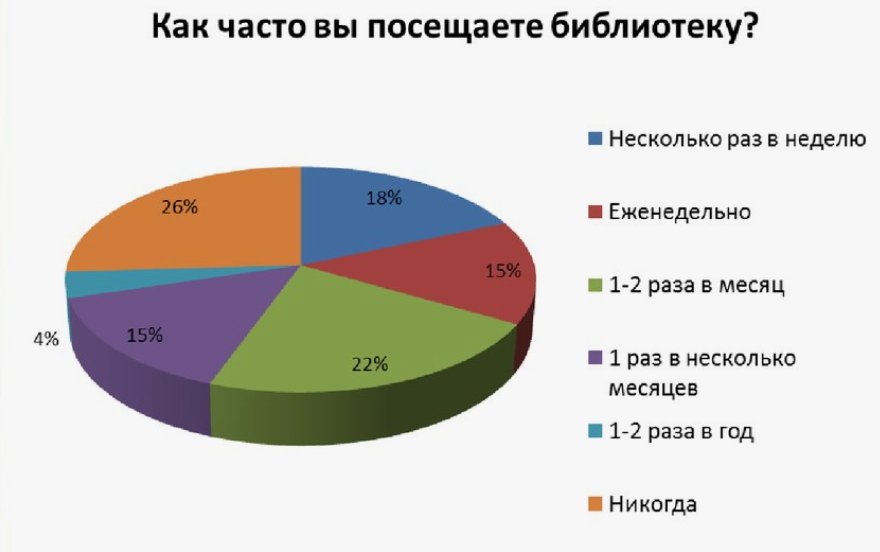 Как часто вы посещаете библиотеку?
18%
15%
22%
15%
4%
26%
Несколько раз в неделю
Еженедельно
1-2 раза в месяц
1 раз в несколько
месяцев
1-2 раза в год
Никогда